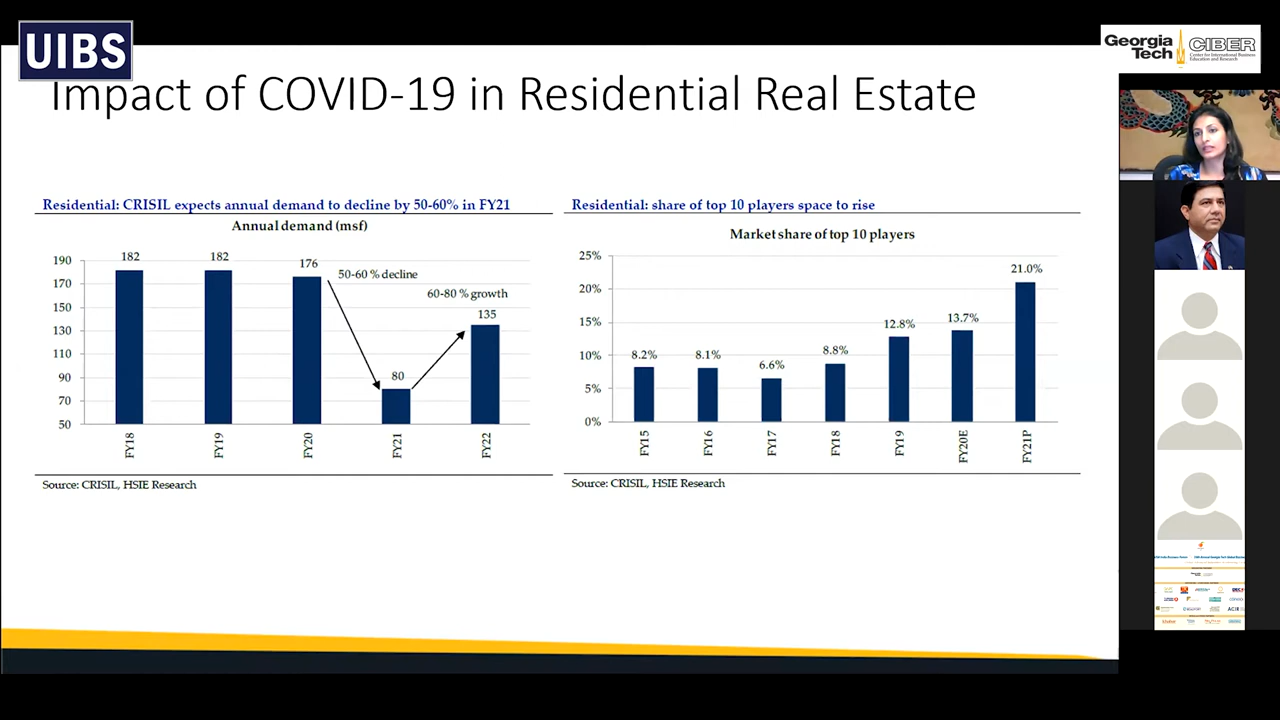 UIBS
Georgia Tech
CIBER
Center for International Business
Education and Research
Impact of COVID-19 in Residential Real Estate
Residential: CRISIL expects annual demand to decline by 50-60% in FY21
Annual demand (msf)
190
170
150
130
110
90
70
50
182
182
176
80
135
50-60 % decline
60-80 % growth
FY18
FY19
FY20
FY21
FY22
Source: CRISIL, HSIE Research
Residential: share of top 10 players space to rise
Market share of top 10 players
25%
20%
15%
10%
5%
0%
8.2%
8.1%
6.6%
8.8%
12.8%
13.7%
21.0%
FY15
FY16
FY17
FY18
FY19
FY20E
FY21P
Source: CRISIL, HSIE Research